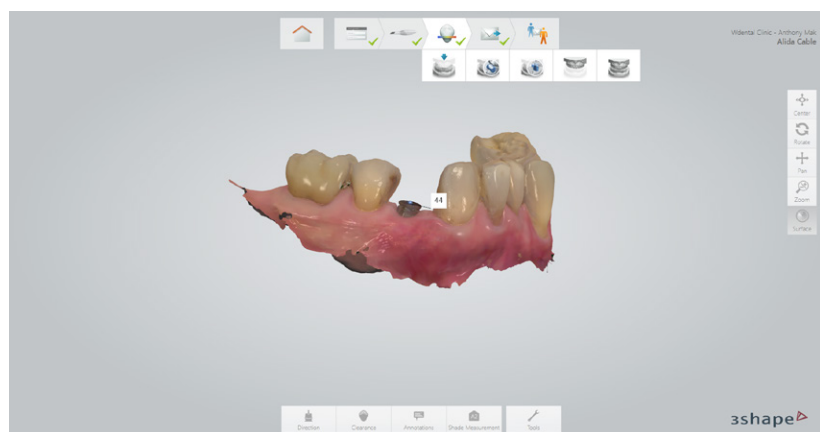 Wdental Clinic - Anthony Mak
Alida Cable
Center
Rotate
Pan
Zoom
Surface
44
Direction
Clearance
Annotations
Shade Measurement
Tools
3shape